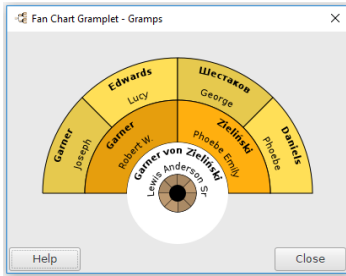 Fan Chart Gramplet - Gramps
Garner
Joseph
Edwards
Lucy
Шестаков
George
Daniels
Phoebe
Garner
Robert W.
Zieliński
Phoebe Emily
Garner von Zieliński
Lewis Anderson Sr
Help
Close